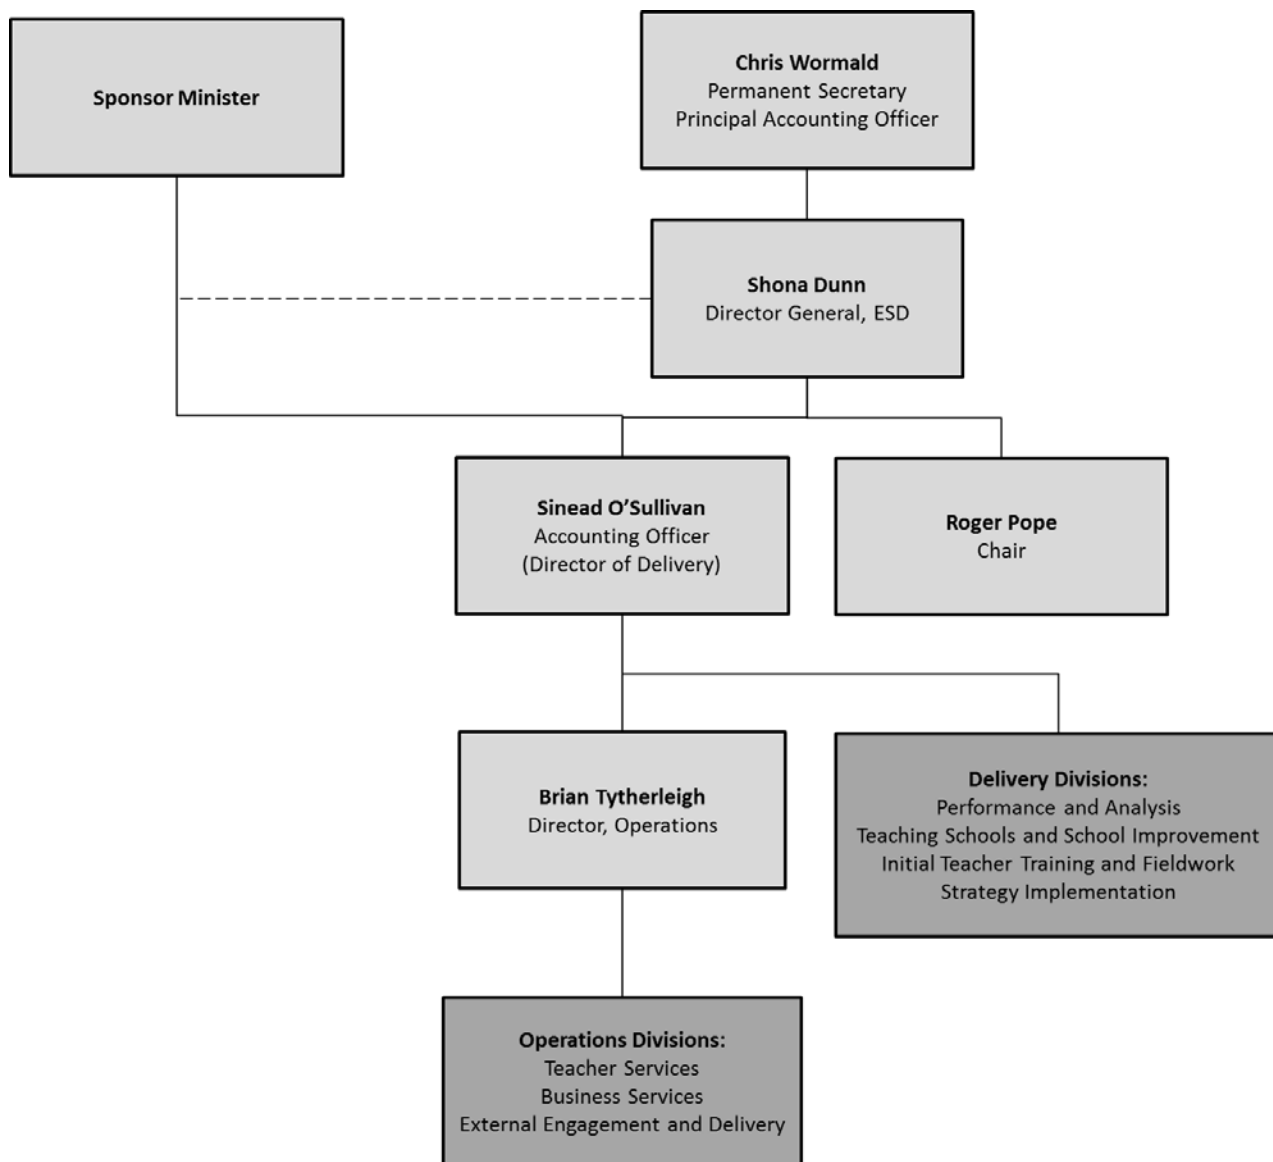 Sponsor Minister
Chris Wormald
Permanent Secretary
Principal Accounting Officer
Shona Dunn
Director General, ESD
Sinead O’Sullivan
Accounting Officer
(Director of Delivery)
Roger Pope
Chair
Brian Tytherleigh
Director, Operations
Delivery Divisions:
Performance and Analysis
Teaching Schools and School Improvement
Initial Teacher Training and Fieldwork
Strategy Implementation
Operations Divisions:
Teacher Services
Business Services
External Engagement and Delivery